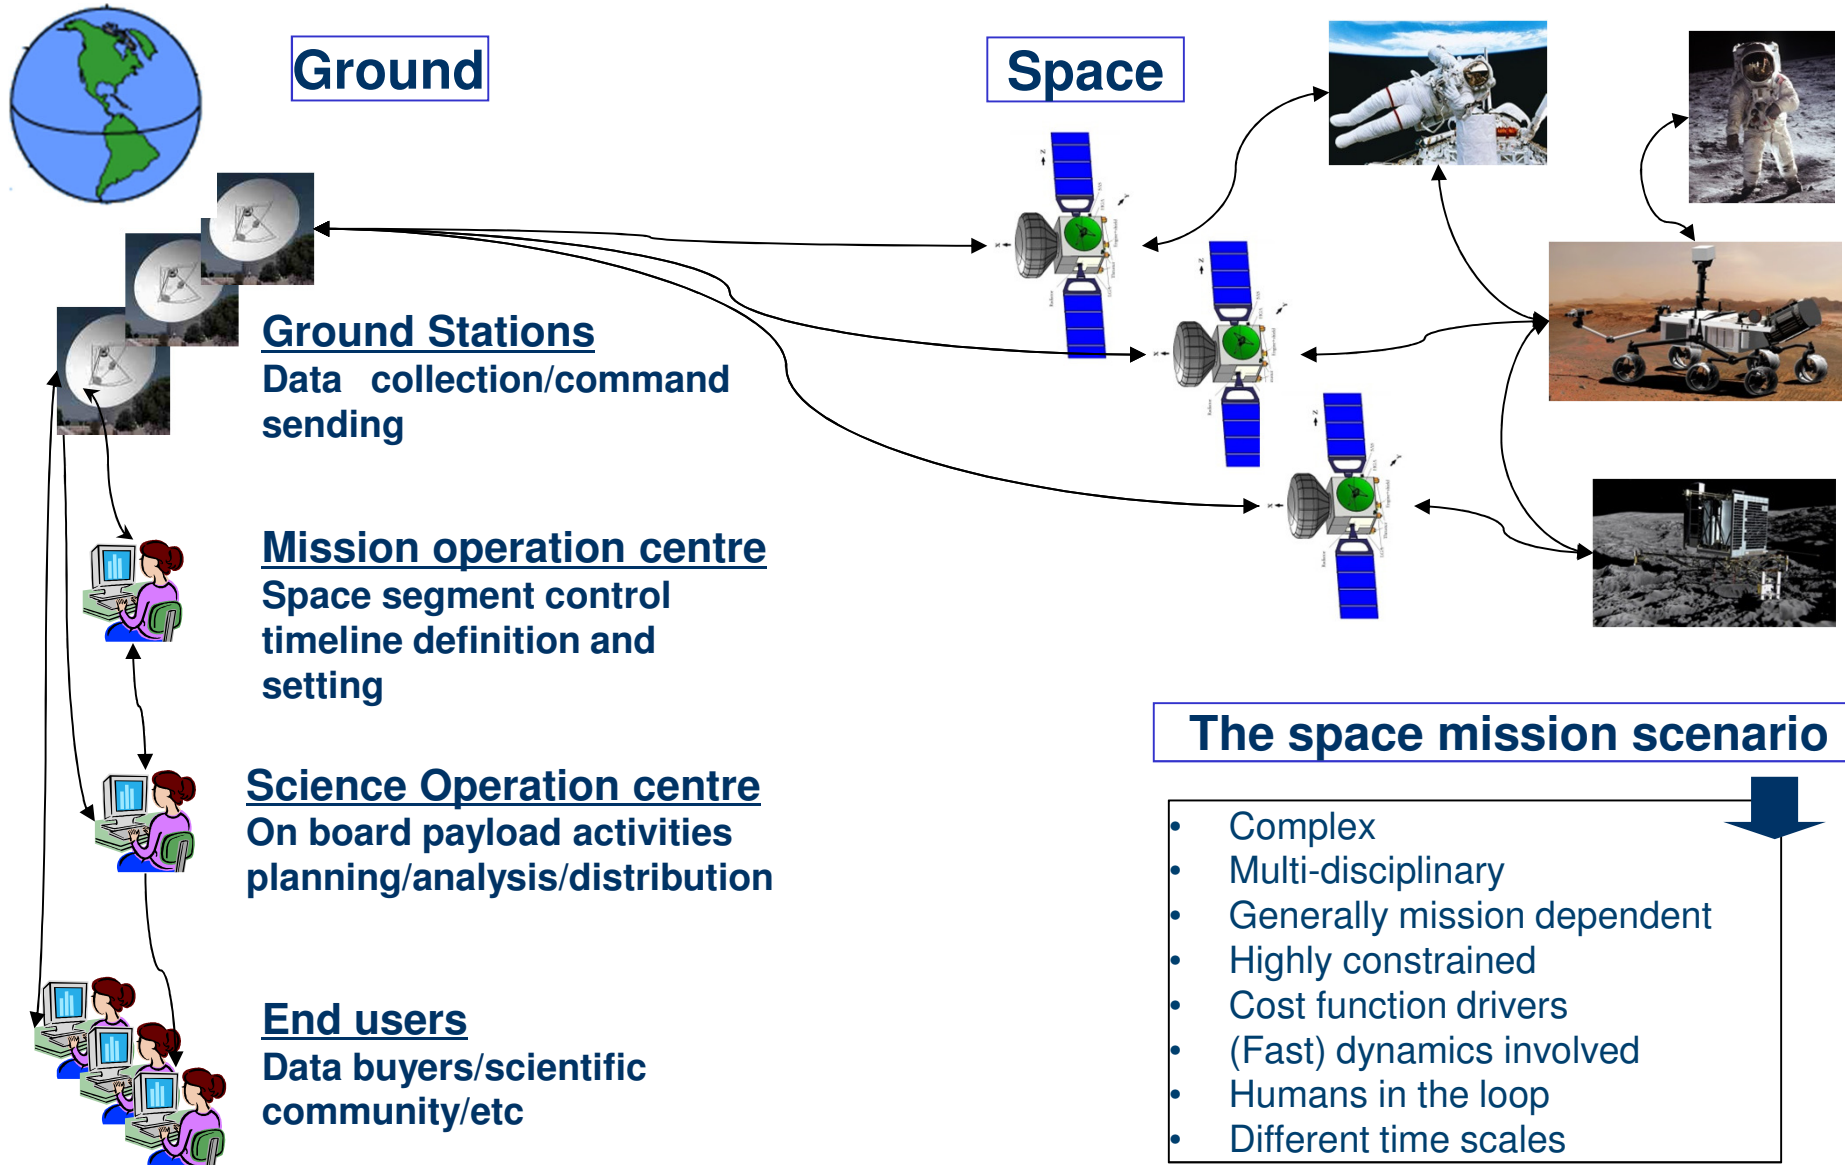 Ground
Space
Ground Stations
Data collection/command
sending
Mission operation centre
Space segment control
timeline definition and
setting
Science Operation centre
On board payload activities
planning/analysis/distribution
End users
Data buyers/scientific
community/etc
The space mission scenario
• Complex
• Multi-disciplinary
• Generally mission dependent
• Highly constrained
• Cost function drivers
• (Fast) dynamics involved
• Humans in the loop
• Different time scales